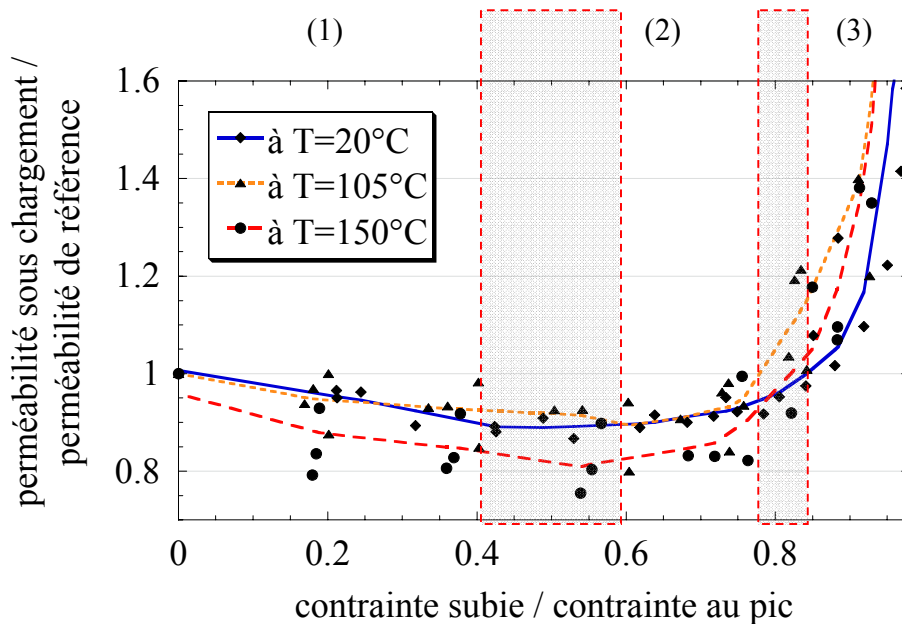 (1)
(2)
(3)
perméabilité sous chargement /
perméabilité de référence
1.6
1.4
1.2
1
0.8
à T=20°C
à T=105°C
à T=150°C
0
0.2
0.4
0.6
0.8
contrainte subie / contrainte au pic